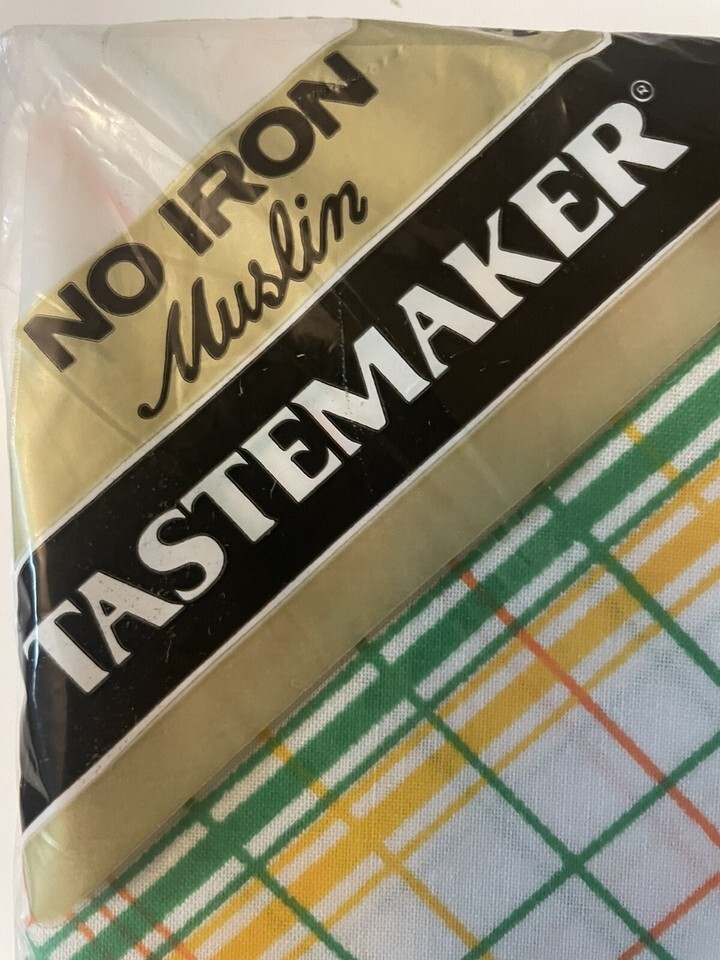 NO IRON
Muslin
TASTEMAKER®